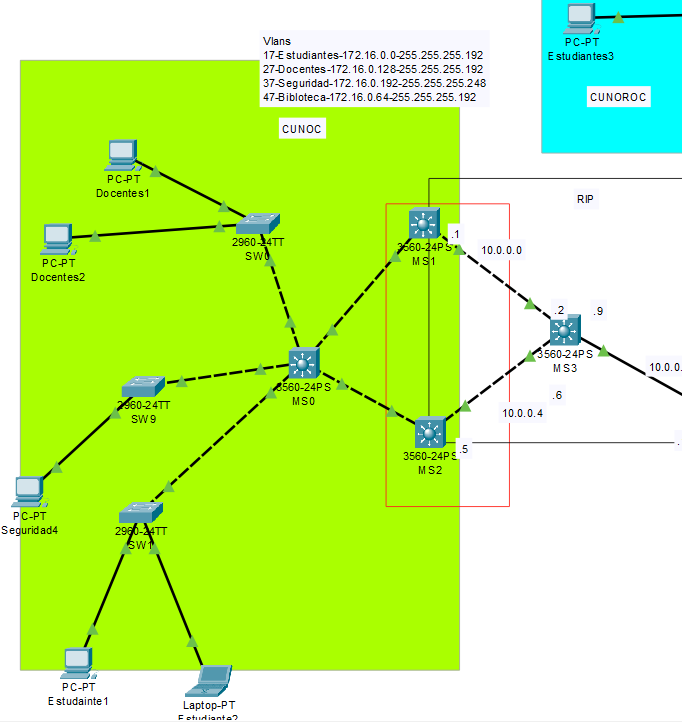 Vlans
17-Estudiantes-172.16.0.0-255.255.255.192
27-Docentes-172.16.0.128-255.255.255.192
37-Seguridad-172.16.0.192-255.255.255.248
47-Bibloteca-172.16.0.64-255.255.255.192
PC-PT
Estudiantes3
CUNOROC
CUNOC
PC-PT
Docentes1
RIP
2960-24TT
SW0
PC-PT
Docentes2
3560-24PS
MS1
.1
10.0.0.0
.2
.9
3560-24PS
MS3
10.0.0.
3560-24PS
MS0
2960-24TT
SW9
.6
10.0.0.4
.5
3560-24PS
MS2
PC-PT
Seguridad4
2960-24TT
SW1
PC-PT
Estudainte1
Laptop-PT
Estudiante2